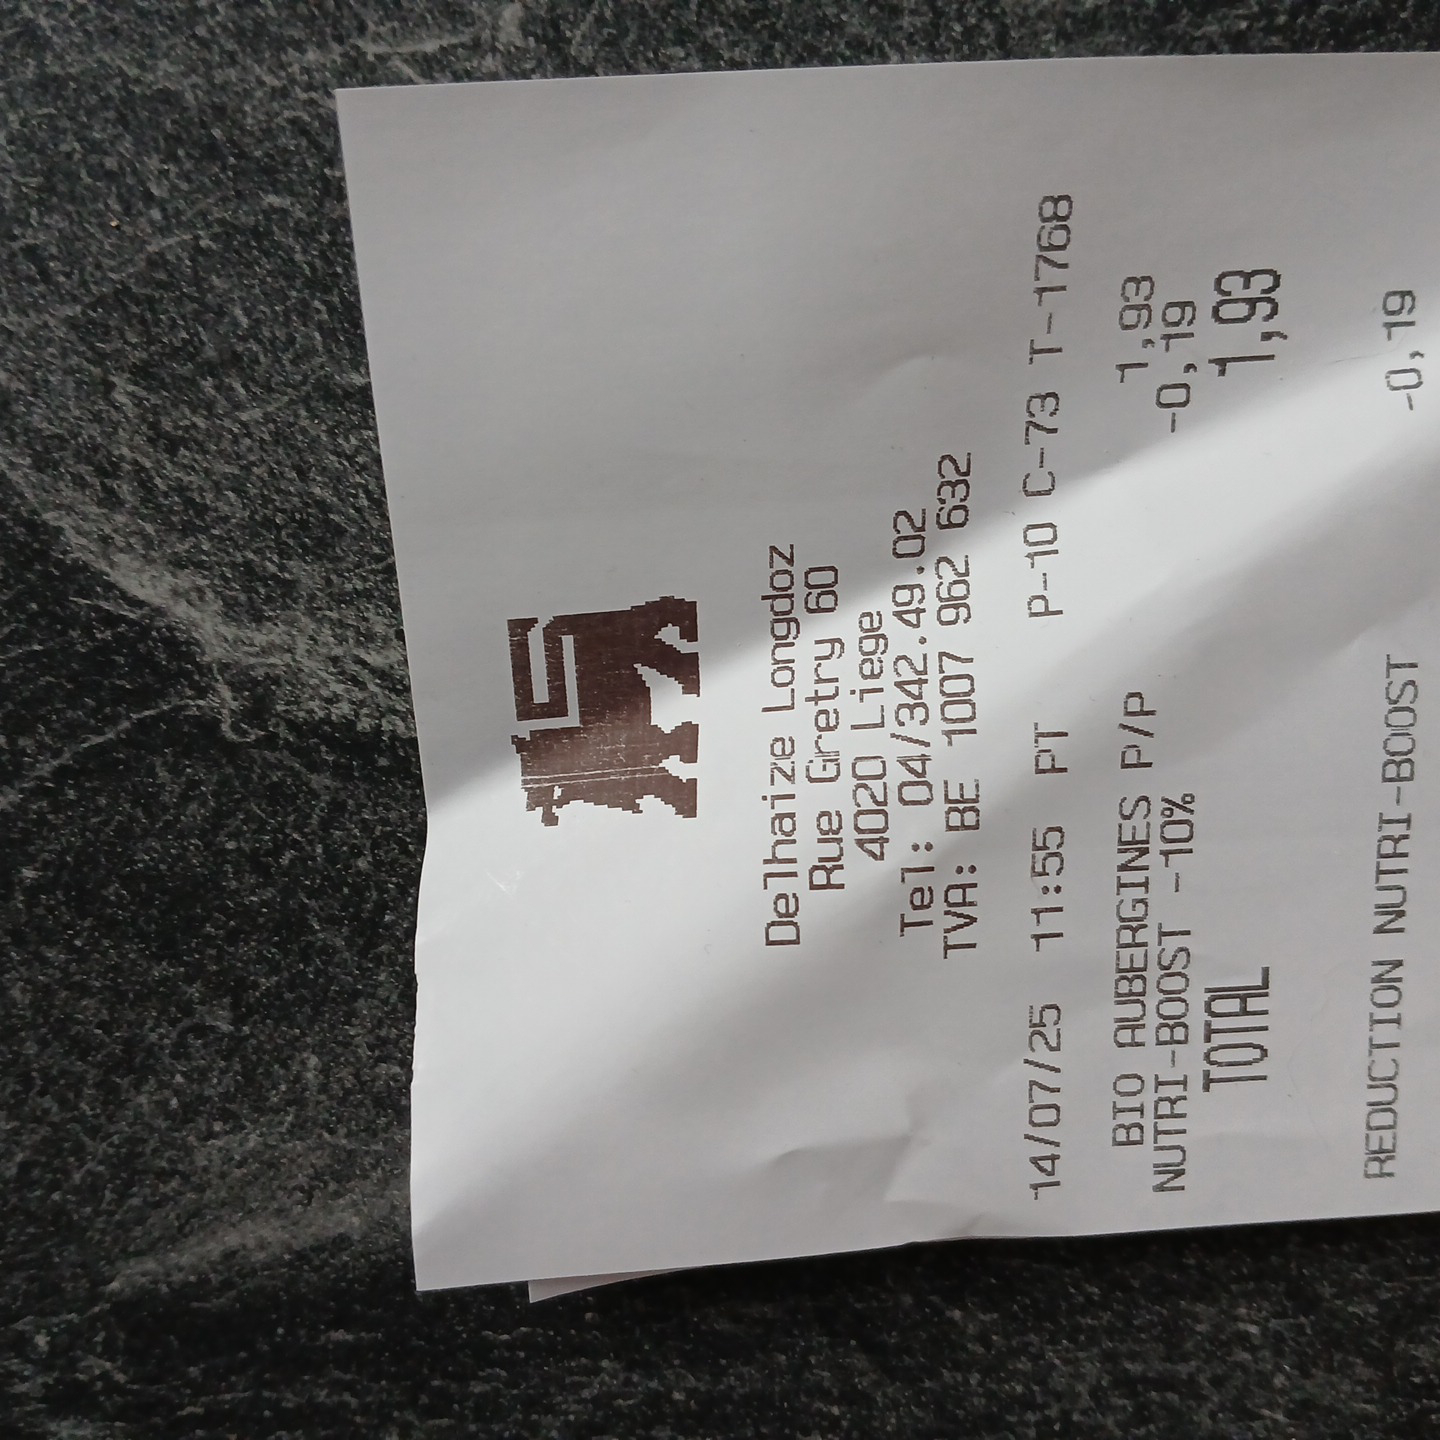 Delhaize Longdoz
Rue Gretry 60
4020 Liege
Tel: 04/342.49.02
TVA: BE 1007 962 632
14/07/25 11:55 PT P-10 C-73 T-1768
BIO AUBERGINES P/P 1,93
NUTRI-BOOST -10% -0,19
TOTAL 1,93
REDUCTION NUTRI-BOOST -0,19